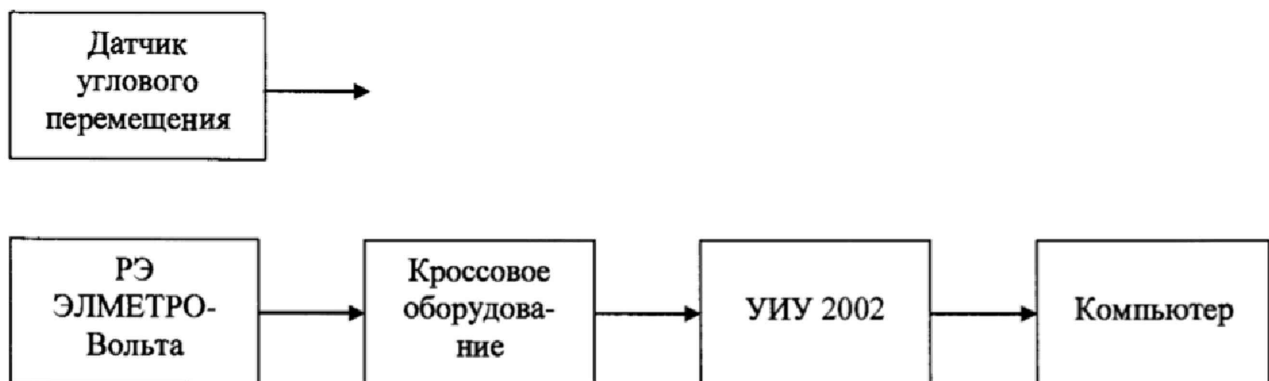 Датчик
углового
перемещения
РЭ
ЭЛМЕТРО-
Вольта
Кроссовое
оборудова-
ние
УИУ 2002
Компьютер